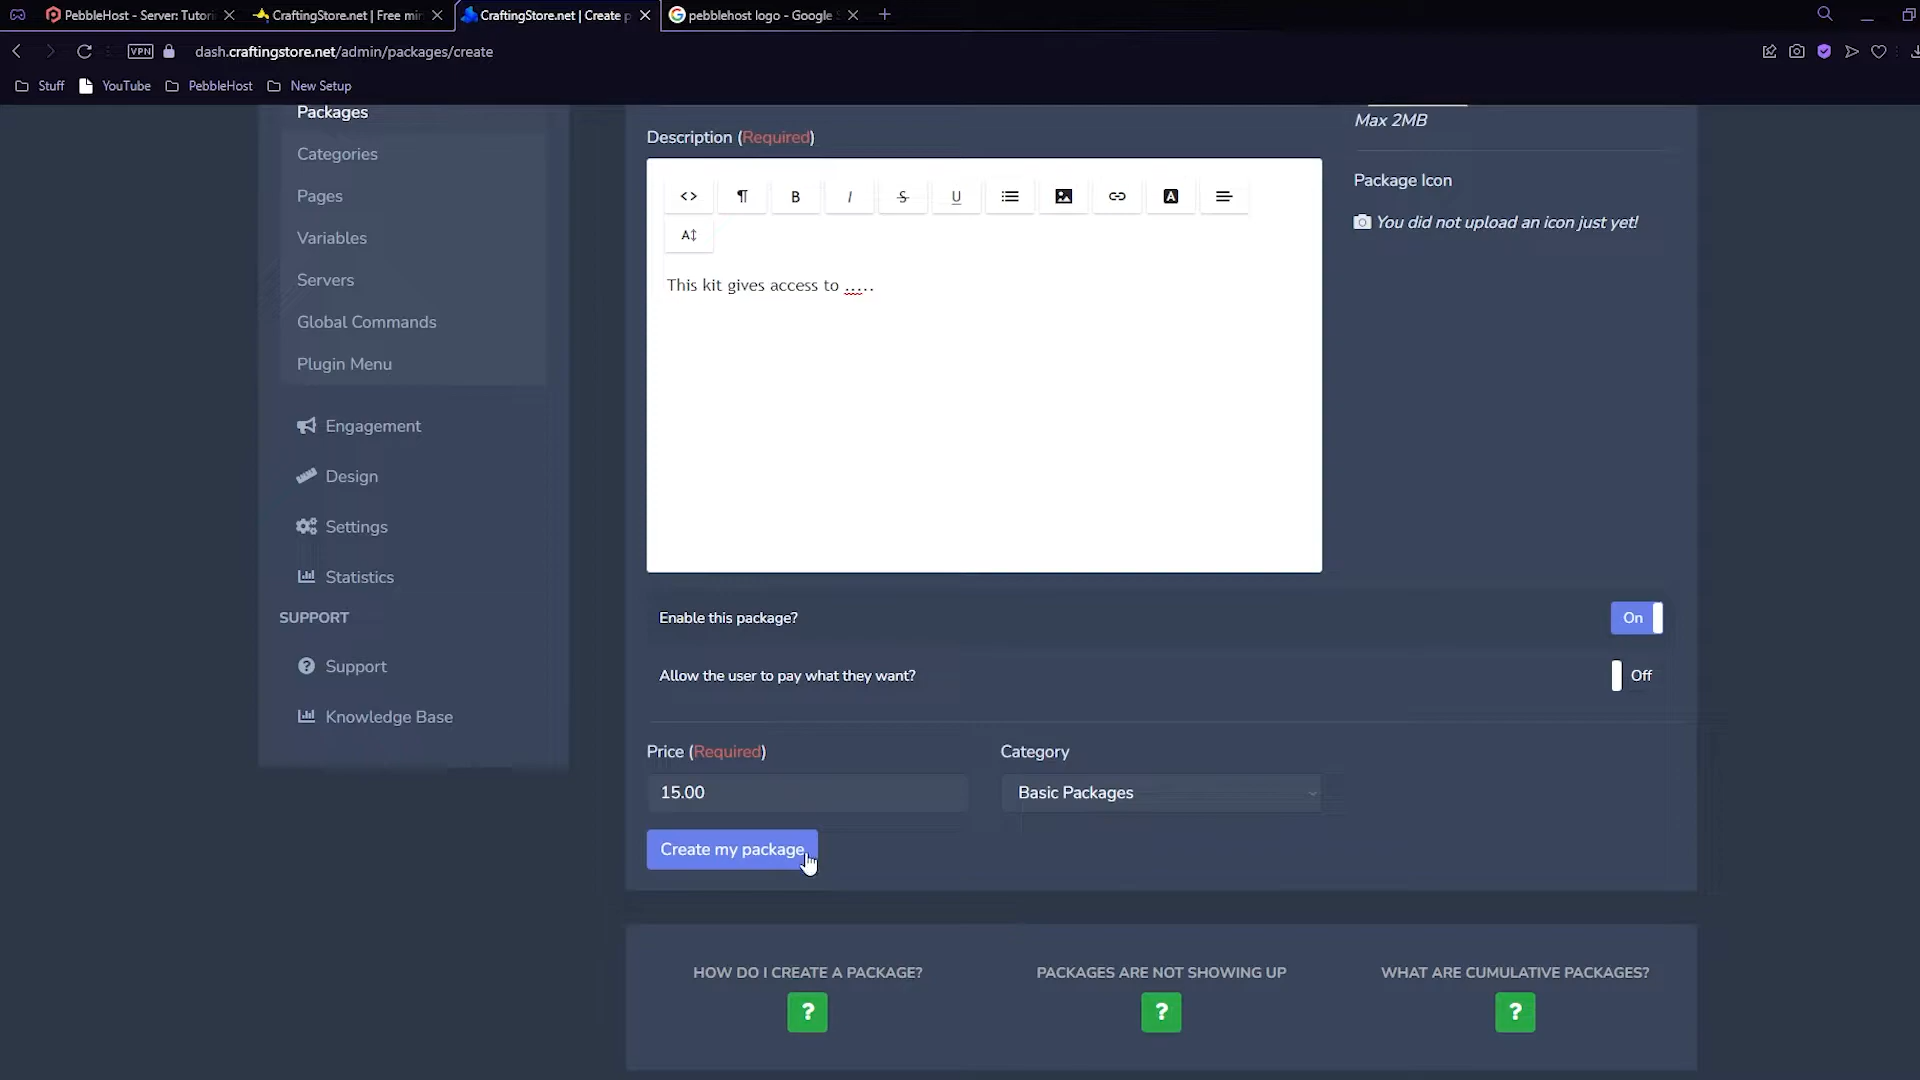 PebbleHost - Server: Tutori
CraftingStore.net | Free min
CraftingStore.net | Create p
pebblehost logo - Google
VPN
dash.craftingstore.net/admin/packages/create
Stuff
YouTube
PebbleHost
New Setup
Packages
Categories
Pages
Variables
Servers
Global Commands
Plugin Menu
Engagement
Design
Settings
Statistics
SUPPORT
Support
Knowledge Base
Description (Required)
<> ¶ B I S U A
A↕
This kit gives access to .....
Max 2MB
Package Icon
You did not upload an icon just yet!
Enable this package?
On
Allow the user to pay what they want?
Off
Price (Required)
Category
15.00
Basic Packages
Create my package
HOW DO I CREATE A PACKAGE?
?
PACKAGES ARE NOT SHOWING UP
?
WHAT ARE CUMULATIVE PACKAGES?
?